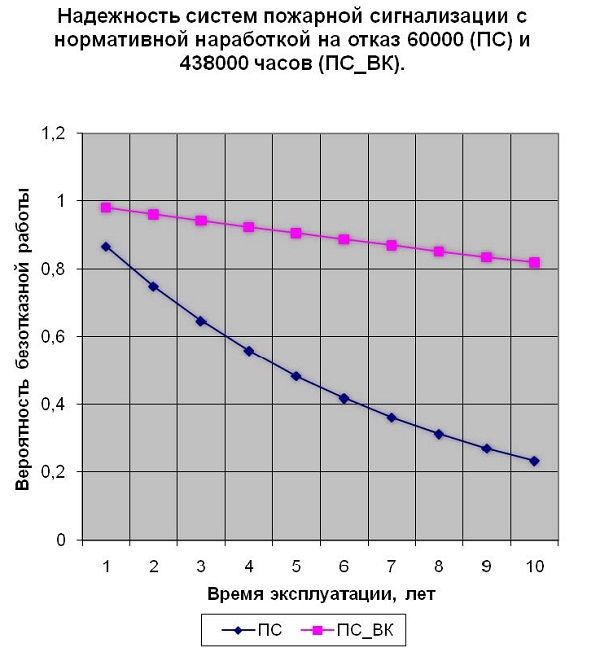 Надежность систем пожарной сигнализации с
нормативной наработкой на отказ 60000 (ПС) и
438000 часов (ПС_ВК).
Вероятность безотказной работы
1,2
1
0,8
0,6
0,4
0,2
0
1 2 3 4 5 6 7 8 9 10
Время эксплуатации, лет
ПС ПС_ВК